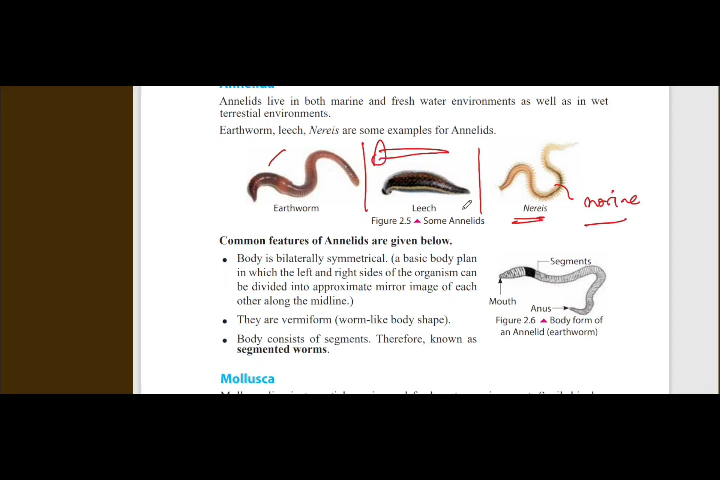 Annelida
Annelids live in both marine and fresh water environments as well as in wet
terrestial environments.
Earthworm, leech, Nereis are some examples for Annelids.
Earthworm
Leech
Nereis
marine
Figure 2.5 ▲ Some Annelids
Common features of Annelids are given below.
• Body is bilaterally symmetrical. (a basic body plan
in which the left and right sides of the organism
can be divided into approximate mirror image of each
other along the midline.)
• They are vermiform (worm-like body shape).
• Body consists of segments. Therefore, known as
segmented worms.
Segments
Mouth
Anus
Figure 2.6 ▲ Body form of
an Annelid (earthworm)
Mollusca